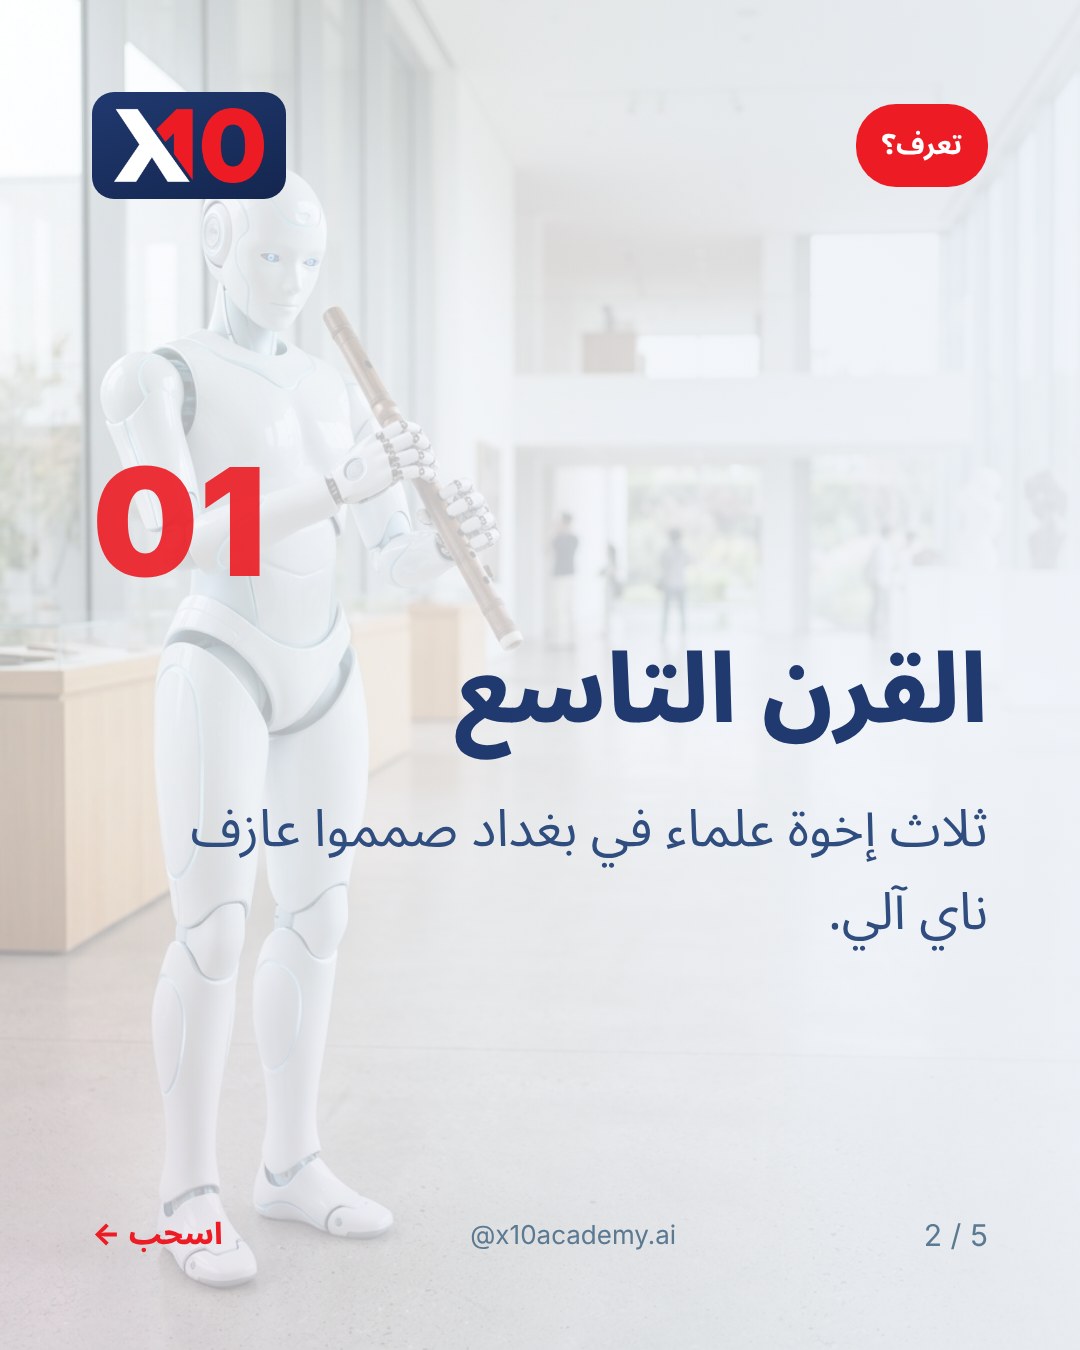 X10
تعرف؟
01
القرن التاسع
ثلاث إخوة علماء في بغداد صمموا عازف
ناي آلي.
اسحب ←
@x10academy.ai
2 / 5